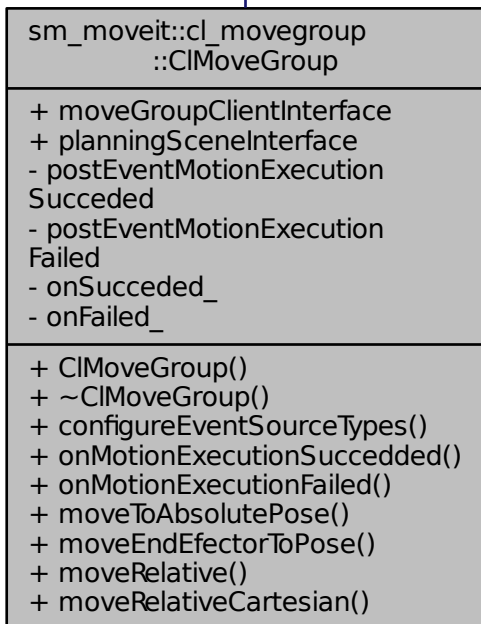 sm_moveit::cl_movegroup
::ClMoveGroup
+ moveGroupClientInterface
+ planningSceneInterface
- postEventMotionExecution
Succeded
- postEventMotionExecution
Failed
- onSucceded_
- onFailed_
+ ClMoveGroup()
+ ~ClMoveGroup()
+ configureEventSourceTypes()
+ onMotionExecutionSuccedded()
+ onMotionExecutionFailed()
+ moveToAbsolutePose()
+ moveEndEfectorToPose()
+ moveRelative()
+ moveRelativeCartesian()